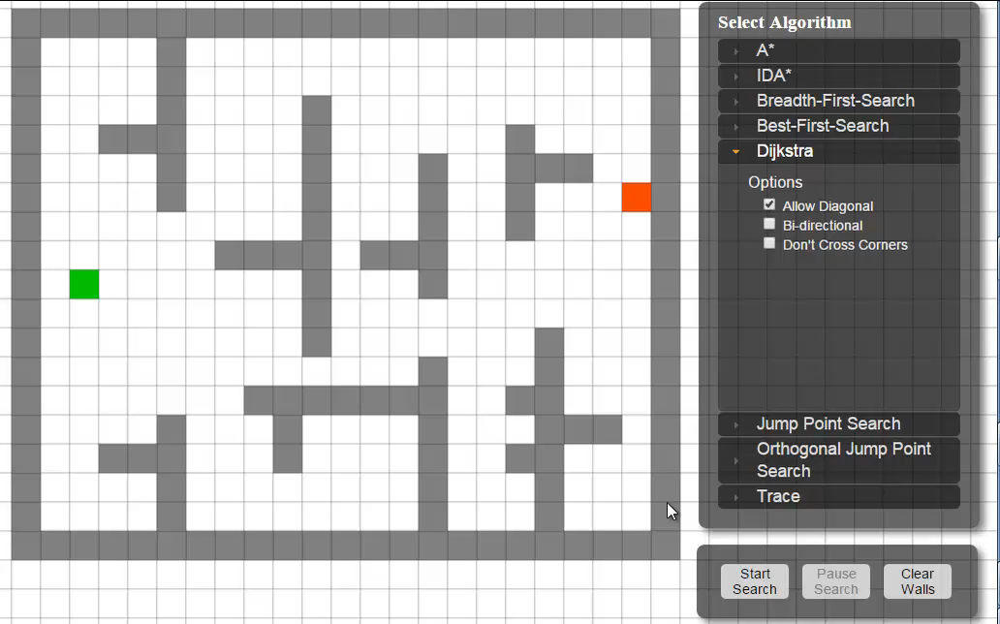 Select Algorithm
A*
IDA*
Breadth-First-Search
Best-First-Search
Dijkstra
Options
Allow Diagonal
Bi-directional
Don't Cross Corners
Jump Point Search
Orthogonal Jump Point
Search
Trace
Start
Search
Pause
Search
Clear
Walls